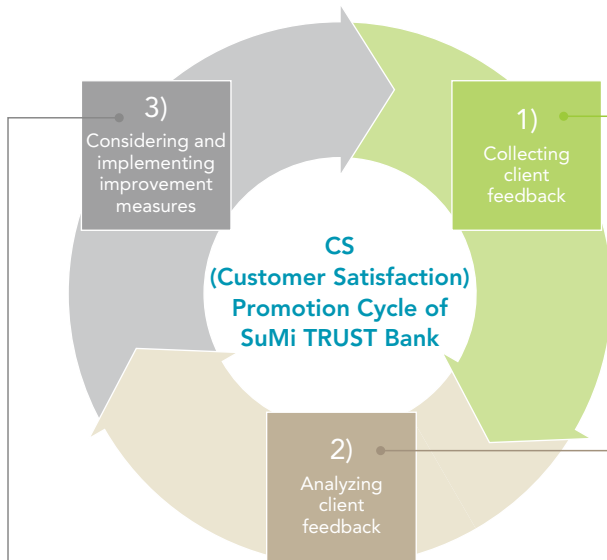 1)
Collecting
client
feedback
2)
Analyzing
client
feedback
3)
Considering and
implementing
improvement
measures
CS
(Customer Satisfaction)
Promotion Cycle of
SuMi TRUST Bank